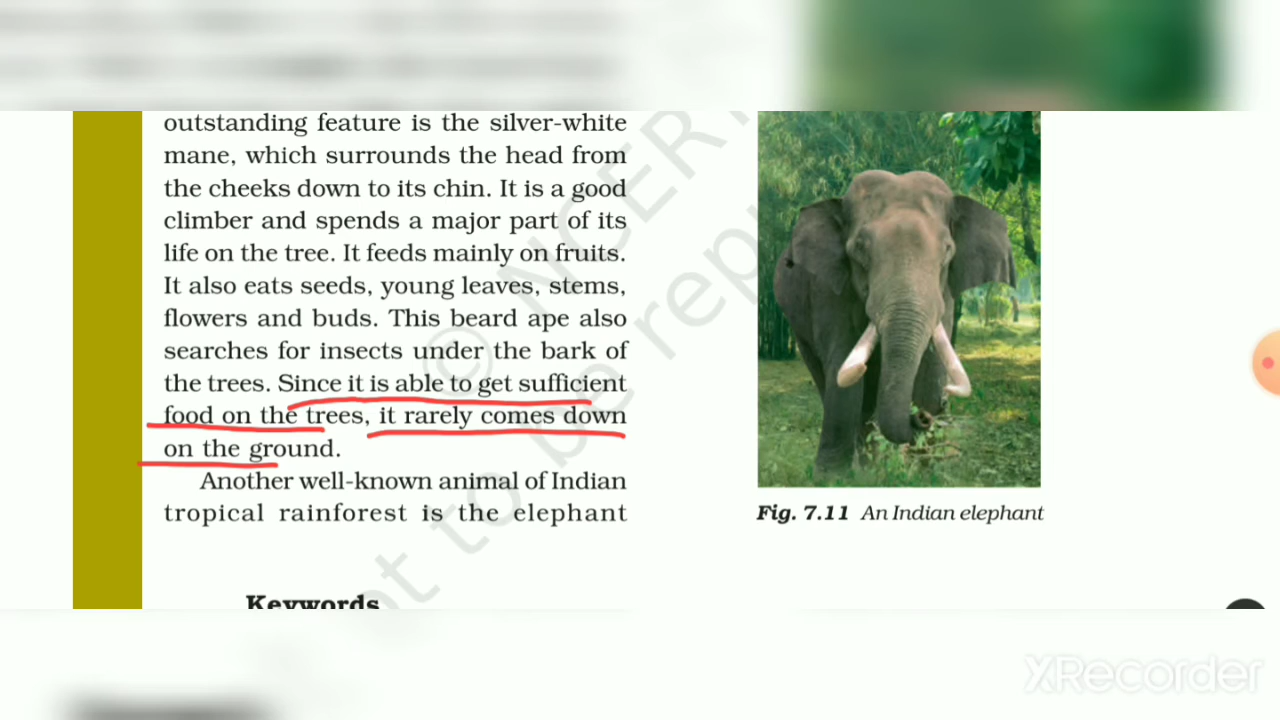 outstanding feature is the silver-white
mane, which surrounds the head from
the cheeks down to its chin. It is a good
climber and spends a major part of its
life on the tree. It feeds mainly on fruits.
It also eats seeds, young leaves, stems,
flowers and buds. This beard ape also
searches for insects under the bark of
the trees. Since it is able to get sufficient
food on the trees, it rarely comes down
on the ground.
Another well-known animal of Indian
tropical rainforest is the elephant
Keywords
Fig. 7.11 An Indian elephant
© NCERT
not to be repu
XRecorder